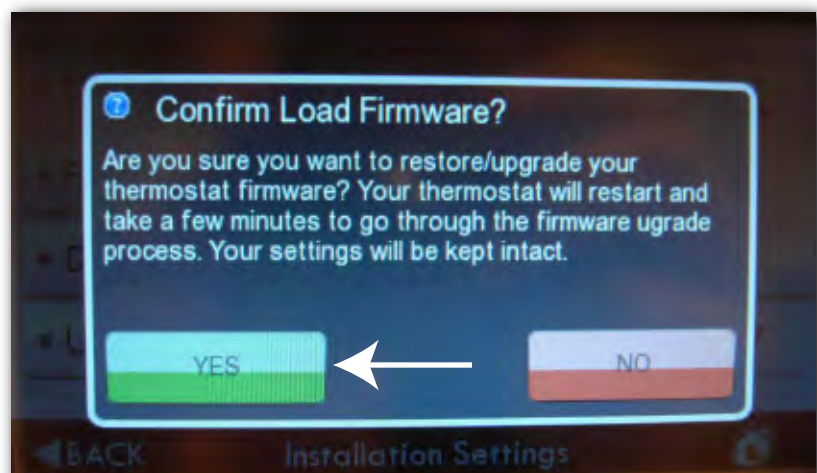 Confirm Load Firmware?
Are you sure you want to restore/upgrade your
thermostat firmware? Your thermostat will restart and
take a few minutes to go through the firmware ugrade
process. Your settings will be kept intact.
YES
NO
BACK
Installation Settings